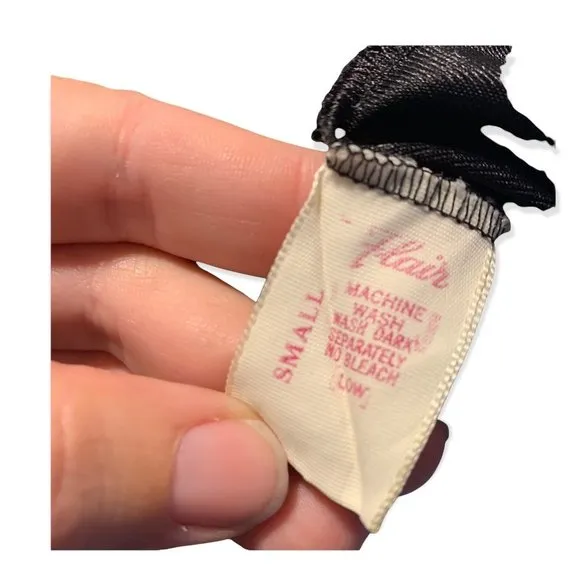 Flair
MACHINE
WASH
WASH DARK
SEPARATELY
NO BLEACH
LOW
SMALL